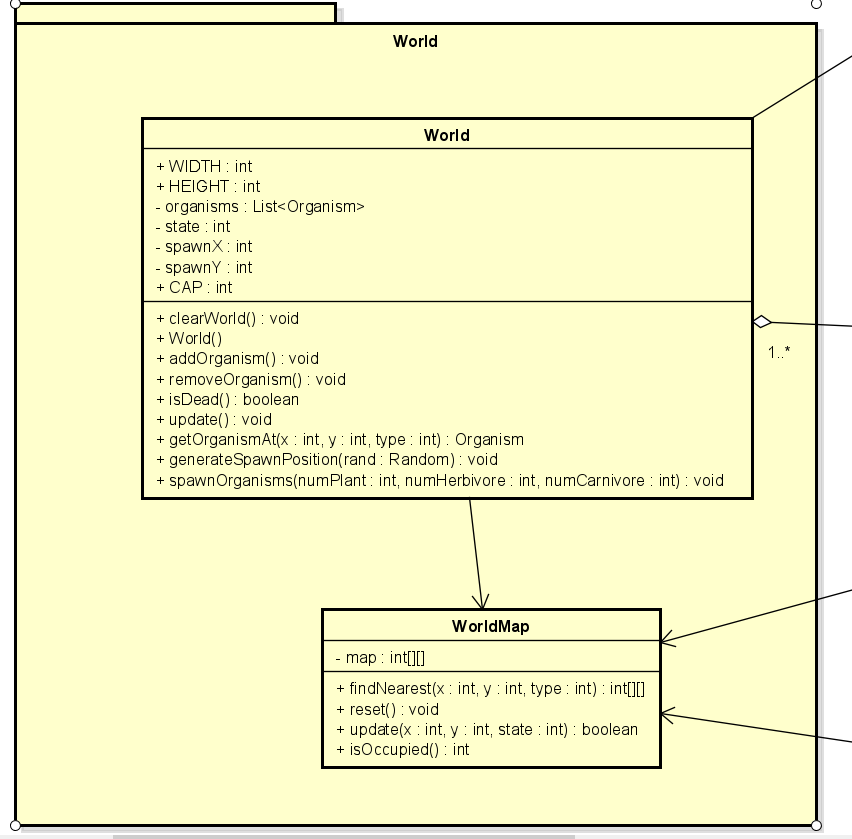 World
World
+ WIDTH : int
+ HEIGHT : int
- organisms : List<Organism>
- state : int
- spawnX : int
- spawnY : int
+ CAP : int
+ clearWorld() : void
+ World()
+ addOrganism() : void
+ removeOrganism() : void
+ isDead() : boolean
+ update() : void
+ getOrganismAt(x : int, y : int, type : int) : Organism
+ generateSpawnPosition(rand : Random) : void
+ spawnOrganisms(numPlant : int, numHerbivore : int, numCarnivore : int) : void
1..*
WorldMap
- map : int[][]
+ findNearest(x : int, y : int, type : int) : int[][]
+ reset() : void
+ update(x : int, y : int, state : int) : boolean
+ isOccupied() : int